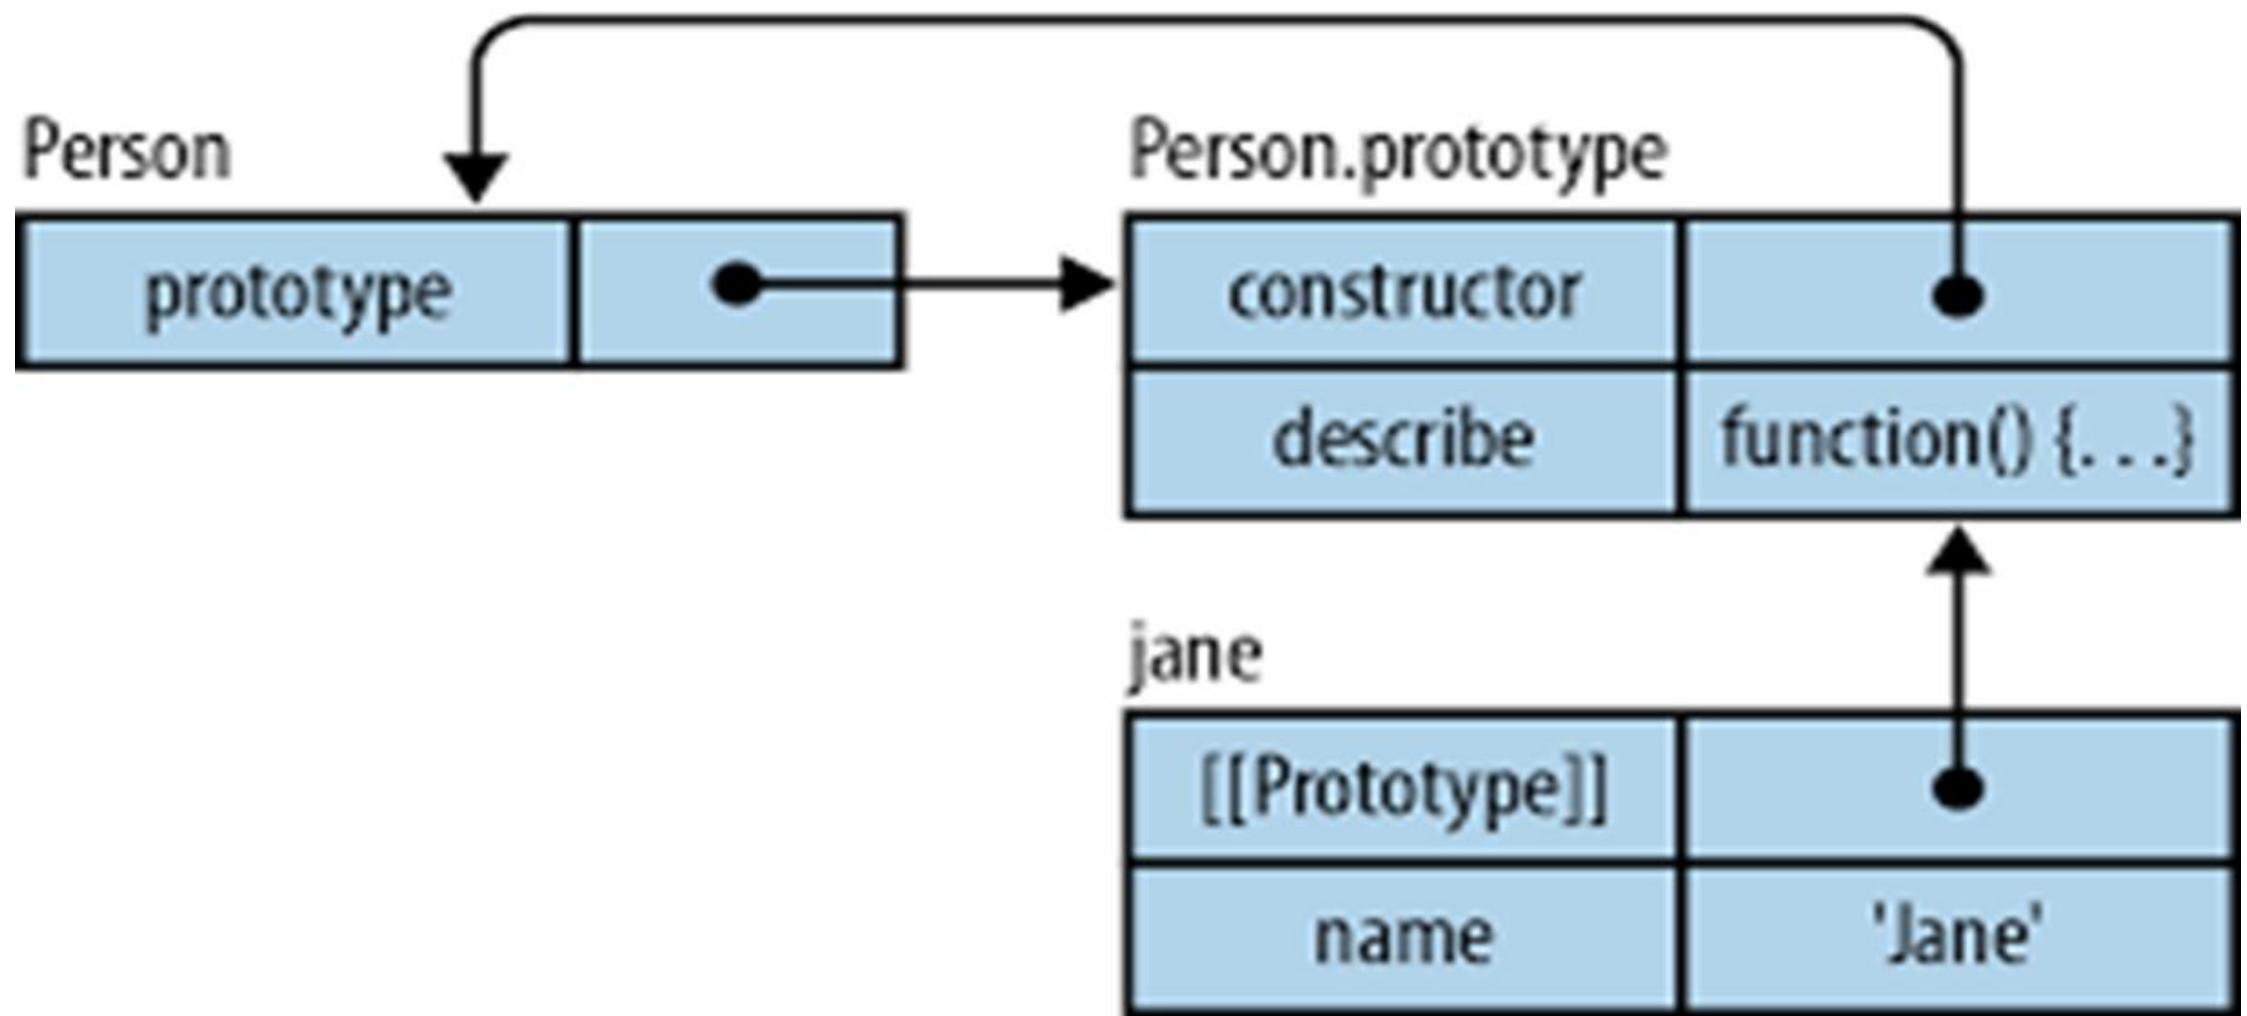 Person
prototype
Person.prototype
constructor
describe function() {. . .}
jane
[[Prototype]]
name 'Jane'